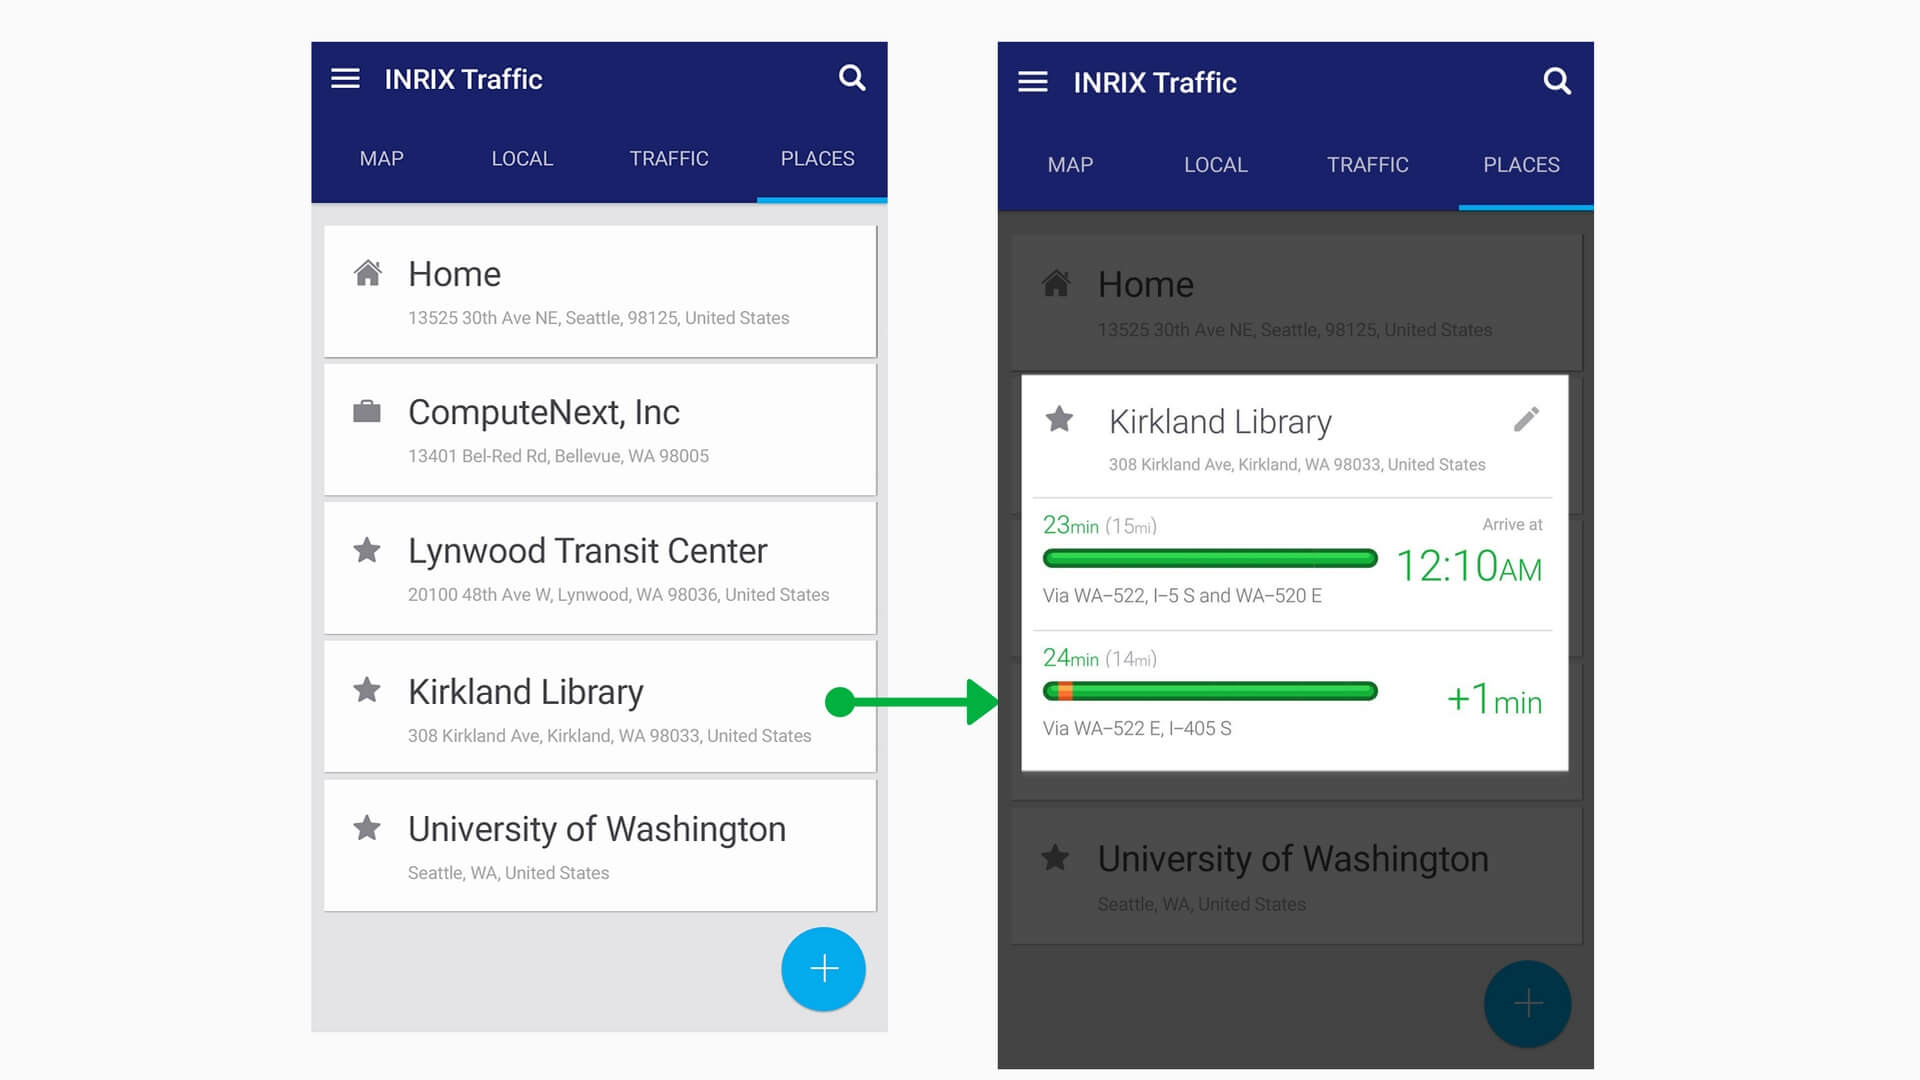 INRIX Traffic
MAP LOCAL TRAFFIC PLACES
Home
13525 30th Ave NE, Seattle, 98125, United States
ComputeNext, Inc
13401 Bel-Red Rd, Bellevue, WA 98005
Lynwood Transit Center
20100 48th Ave W, Lynwood, WA 98036, United States
Kirkland Library
308 Kirkland Ave, Kirkland, WA 98033, United States
University of Washington
Seattle, WA, United States
INRIX Traffic
MAP LOCAL TRAFFIC PLACES
Home
13525 30th Ave NE, Seattle, 98125, United States
Kirkland Library
308 Kirkland Ave, Kirkland, WA 98033, United States
23min (15mi) Arrive at
12:10AM
Via WA-522, I-5 S and WA-520 E
24min (14mi)
+1min
Via WA-522 E, I-405 S
University of Washington
Seattle, WA, United States